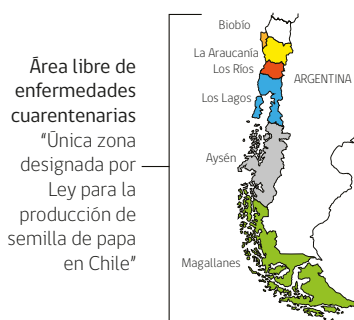 Área libre de
enfermedades
cuarentenarias
“Única zona
designada por
Ley para la
producción de
semilla de papa
en Chile”
Biobío
La Araucanía
Los Ríos
ARGENTINA
Los Lagos
Aysén
Magallanes